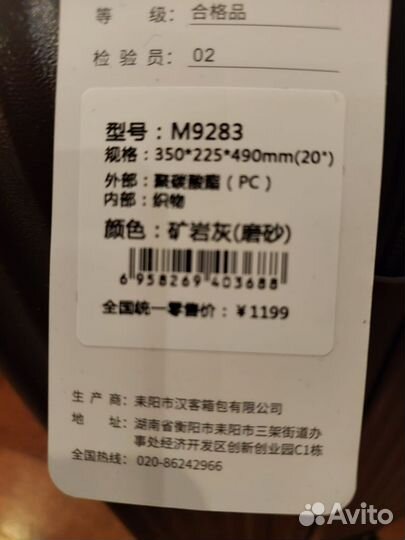 等　级：合格品
检 验 员：02
型号：M9283
规格：350*225*490mm(20")
外部：聚碳酸酯(PC)
内部：织物
颜色：矿岩灰(磨砂)
6 958269 403688
全国统一零售价：￥1199
生 产 商：耒阳市汉客箱包有限公司
地　　址：湖南省衡阳市耒阳市三架街道办
事处经济开发区创新创业园C1栋
全国热线：020-86242966
Avito